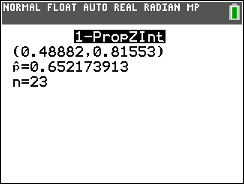 NORMAL FLOAT AUTO REAL RADIAN MP
1-PropZInt
(0.48882,0.81553)
p̂=0.652173913
n=23